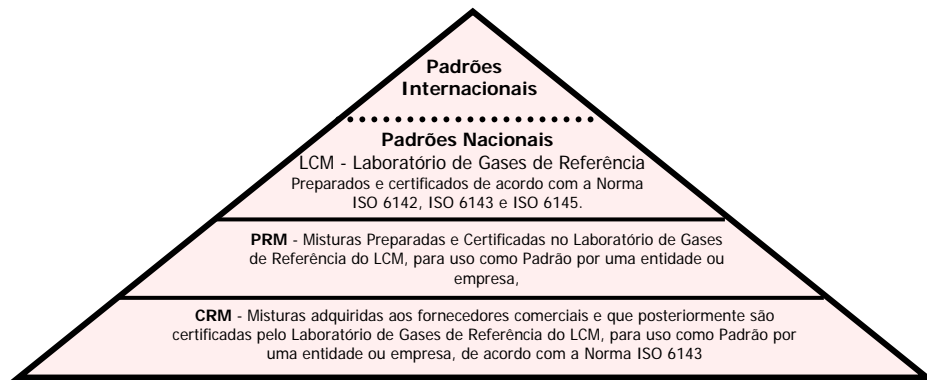 Padrões
Internacionais
Padrões Nacionais
LCM - Laboratório de Gases de Referência
Preparados e certificados de acordo com a Norma
ISO 6142, ISO 6143 e ISO 6145.
PRM - Misturas Preparadas e Certificadas no Laboratório de Gases
de Referência do LCM, para uso como Padrão por uma entidade ou
empresa,
CRM - Misturas adquiridas aos fornecedores comerciais e que posteriormente são
certificadas pelo Laboratório de Gases de Referência do LCM, para uso como Padrão por
uma entidade ou empresa, de acordo com a Norma ISO 6143